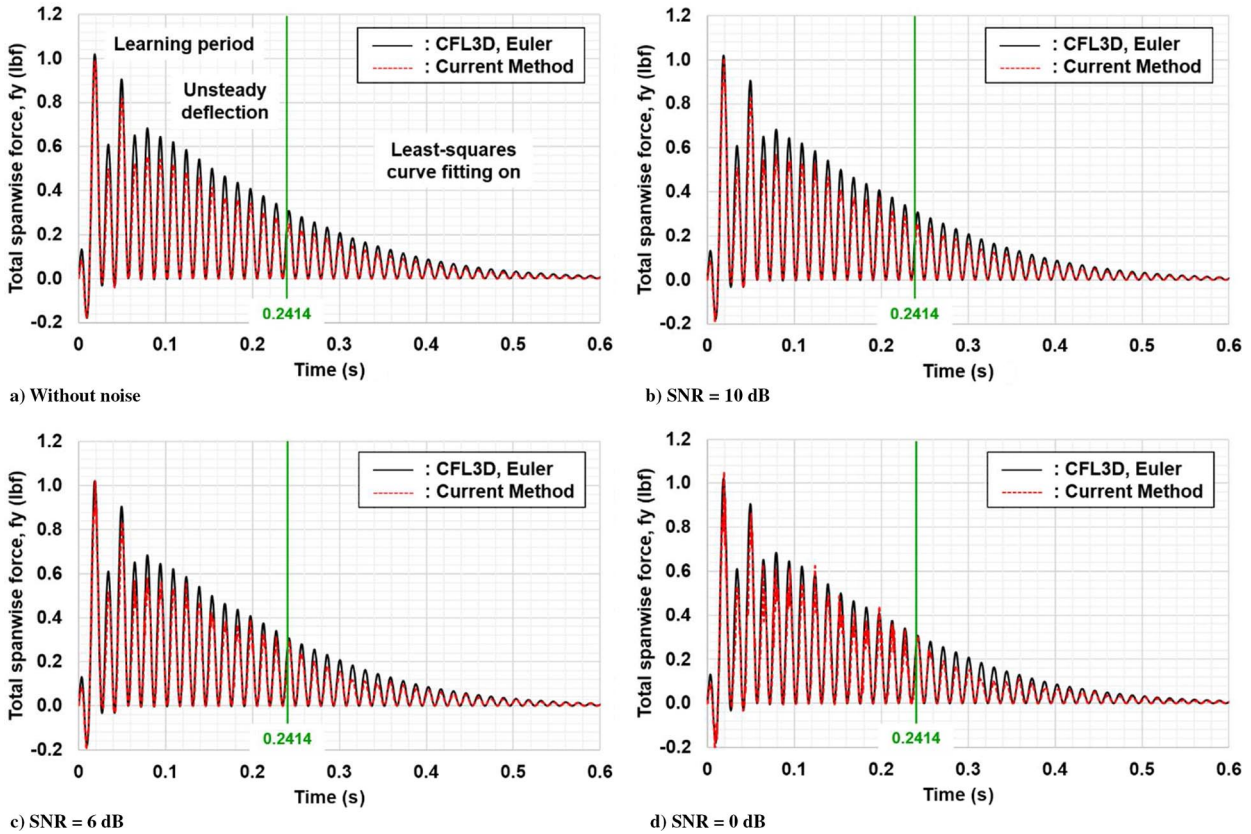 1.2
1.0
0.8
0.6
0.4
0.2
0.0
-0.2
Total spanwise force, fy (lbf)
Learning period
Unsteady
deflection
Least-squares
curve fitting on
: CFL3D, Euler
: Current Method
0.2414
0 0.1 0.2 0.3 0.4 0.5 0.6
Time (s)
a) Without noise
1.2
1.0
0.8
0.6
0.4
0.2
0.0
-0.2
Total spanwise force, fy (lbf)
: CFL3D, Euler
: Current Method
0.2414
0 0.1 0.2 0.3 0.4 0.5 0.6
Time (s)
b) SNR = 10 dB
1.2
1.0
0.8
0.6
0.4
0.2
0.0
-0.2
Total spanwise force, fy (lbf)
: CFL3D, Euler
: Current Method
0.2414
0 0.1 0.2 0.3 0.4 0.5 0.6
Time (s)
c) SNR = 6 dB
1.2
1.0
0.8
0.6
0.4
0.2
0.0
-0.2
Total spanwise force, fy (lbf)
: CFL3D, Euler
: Current Method
0.2414
0 0.1 0.2 0.3 0.4 0.5 0.6
Time (s)
d) SNR = 0 dB